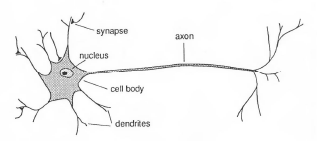 synapse
axon
nucleus
cell body
dendrites